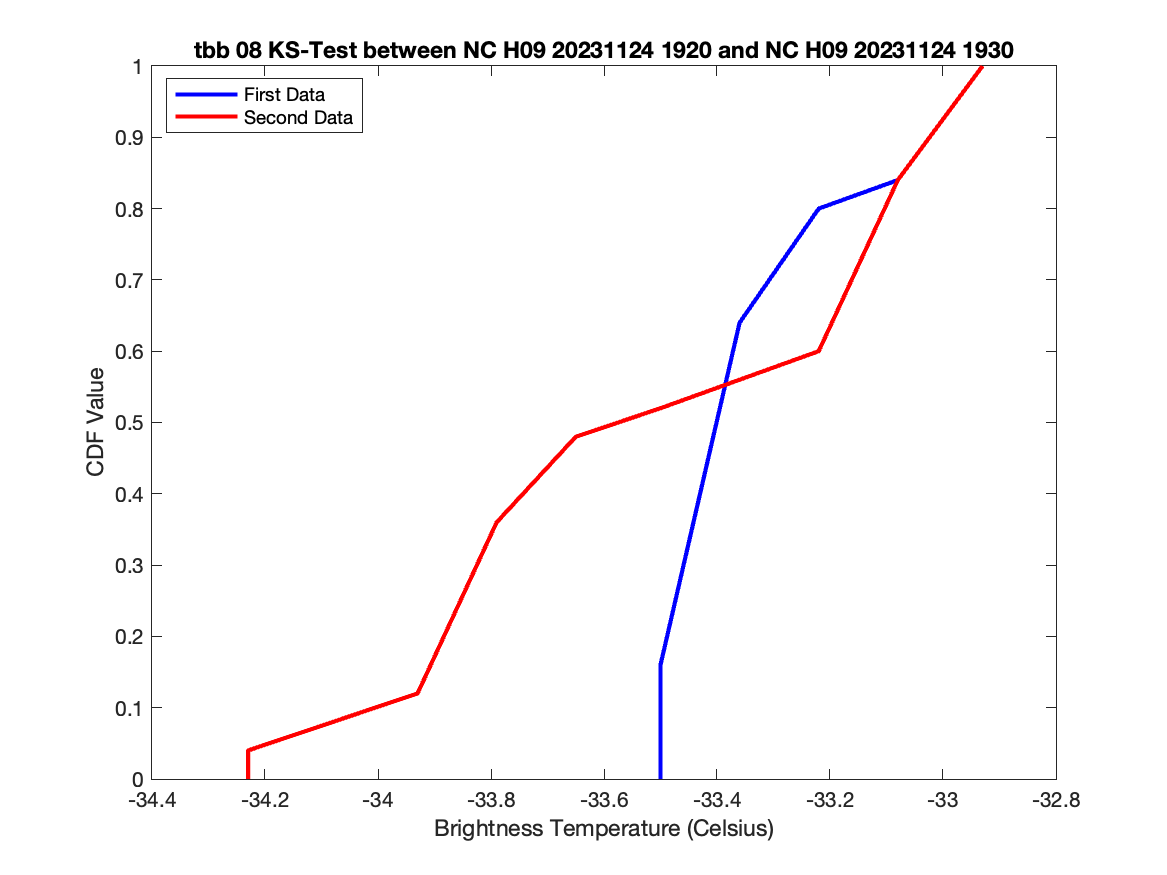 tbb 08 KS-Test between NC H09 20231124 1920 and NC H09 20231124 1930
First Data
Second Data
1
0.9
0.8
0.7
0.6
0.5
0.4
0.3
0.2
0.1
0
CDF Value
-34.4 -34.2 -34 -33.8 -33.6 -33.4 -33.2 -33 -32.8
Brightness Temperature (Celsius)